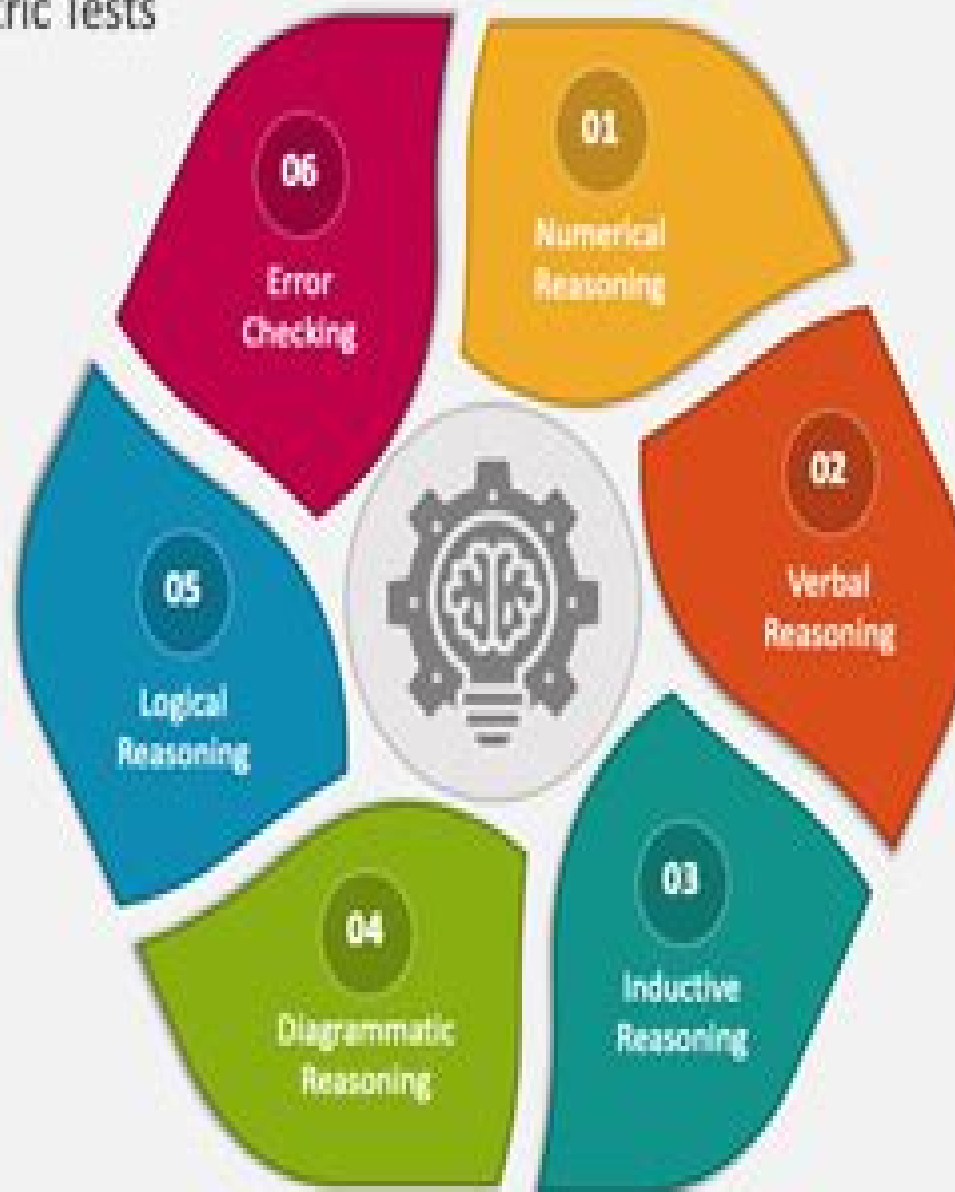 Tests
01
Numerical
Reasoning
02
Verbal
Reasoning
03
Inductive
Reasoning
04
Diagrammatic
Reasoning
05
Logical
Reasoning
06
Error
Checking